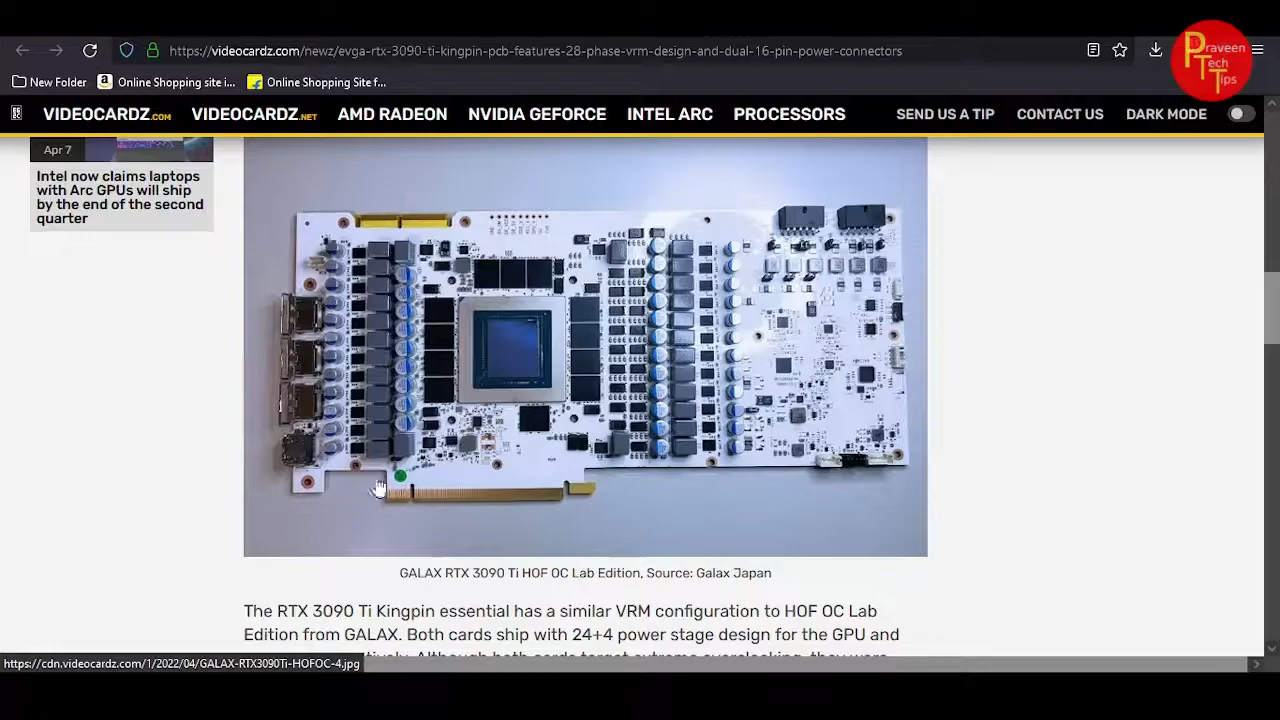 https://videocardz.com/newz/evga-rtx-3090-ti-kingpin-pcb-features-28-phase-vrm-design-and-dual-16-pin-power-connectors
Praveen
Tech
Tips
New Folder
Online Shopping site i...
Online Shopping Site f...
VIDEOCARDZ.COM
VIDEOCARDZ.NET
AMD RADEON
NVIDIA GEFORCE
INTEL ARC
PROCESSORS
SEND US A TIP
CONTACT US
DARK MODE
Apr 7
Intel now claims laptops
with Arc GPUs will ship
by the end of the second
quarter
GALAX RTX 3090 Ti HOF OC Lab Edition, Source: Galax Japan
The RTX 3090 Ti Kingpin essential has a similar VRM configuration to HOF OC Lab
Edition from GALAX. Both cards ship with 24+4 power stage design for the GPU and
https://cdn.videocardz.com/1/2022/04/GALAX-RTX3090Ti-HOFOC-4.jpg